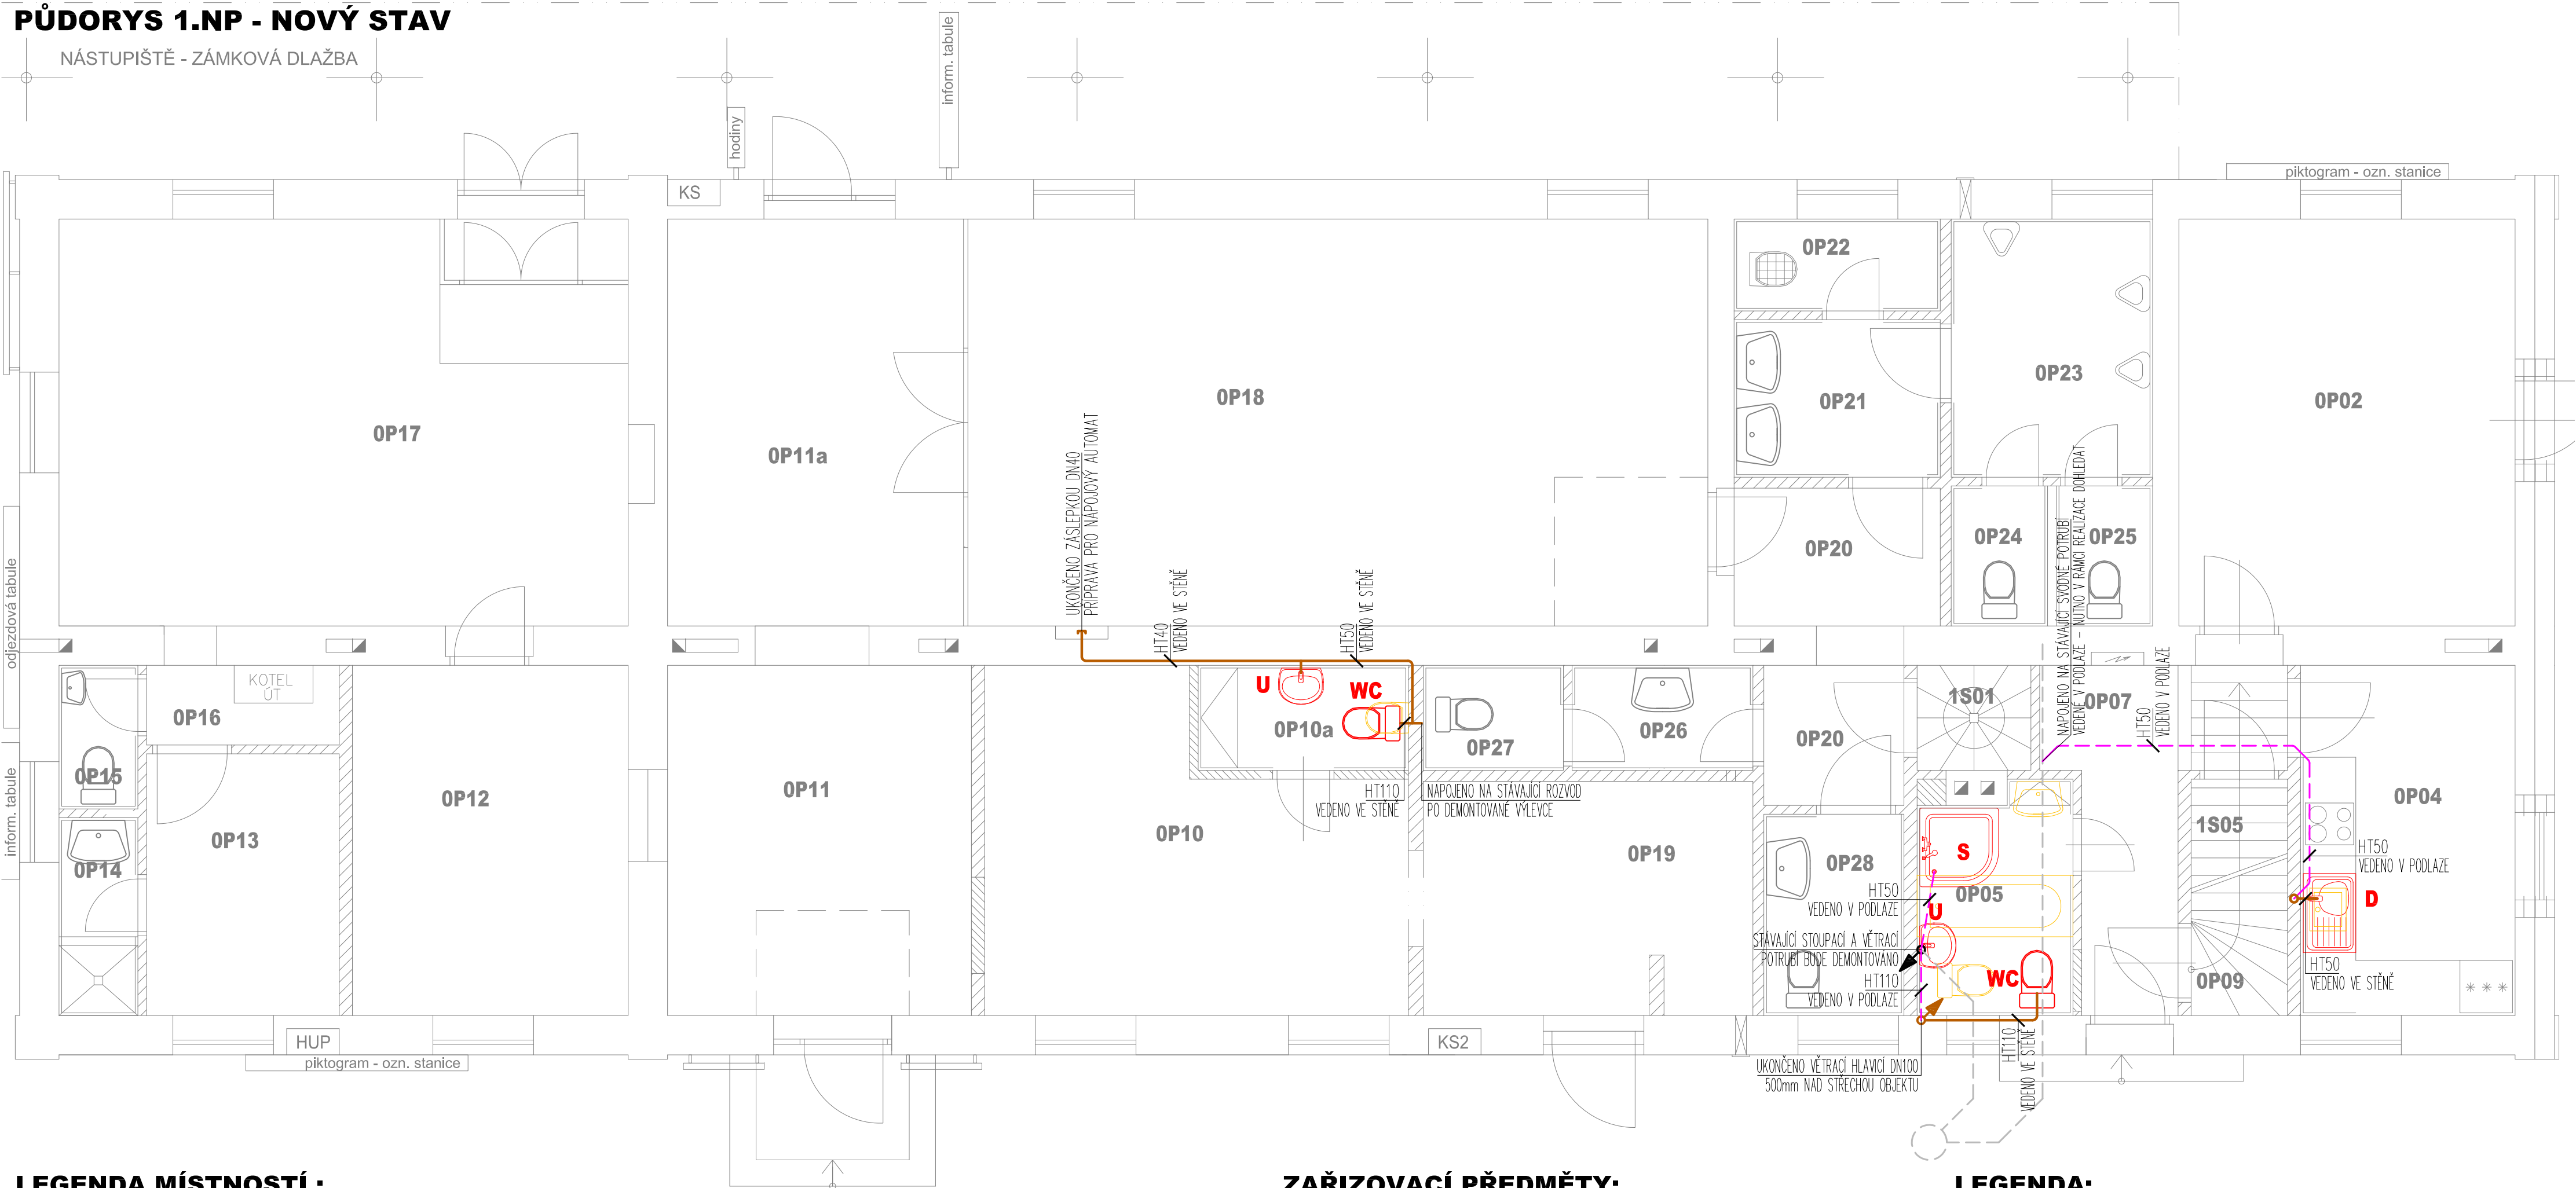 PŮDORYS 1.NP - NOVÝ STAV
NÁSTUPIŠTĚ - ZÁMKOVÁ DLAŽBA
inform. tabule
hodiny
KS
piktogram - ozn. stanice
0P22
0P23
0P02
0P18
0P21
0P17
0P11a
UKONČENO ZÁSLEPKOU DN40
PŘÍPRAVA PRO NÁPOJOVÝ AUTOMAT
NAPOJENO NA STÁVAJÍCÍ SVODNÉ POTRUBÍ
VEDENÉ V PODLAZE - NUTNO V RÁMCI REALIZACE DOHLEDAT
0P24
0P25
0P20
odjezdová tabule
HT40
VEDENO VE STĚNĚ
HT50
VEDENO VE STĚNĚ
HT50
VEDENO V PODLAZE
KOTEL
ÚT
0P16
U
WC
0P10a
0P27
0P26
0P20
1S01
0P07
0P15
0P12
0P11
HT110
VEDENO VE STĚNĚ
NAPOJENO NA STÁVAJÍCÍ ROZVOD
PO DEMONTOVANÉ VÝLEVCE
0P04
inform. tabule
0P13
0P14
0P10
0P19
0P28
S
0P05
U
1S05
HT50
VEDENO V PODLAZE
HT50
VEDENO V PODLAZE
D
STÁVAJÍCÍ STOUPACÍ A VĚTRACÍ
POTRUBÍ BUDE DEMONTOVÁNO
HT110
VEDENO V PODLAZE
WC
0P09
HT50
VEDENO VE STĚNĚ
***
HUP
KS2
piktogram - ozn. stanice
UKONČENO VĚTRACÍ HLAVICÍ DN100
500mm NAD STŘECHOU OBJEKTU
HT110
VEDENO VE STĚNĚ
LEGENDA MÍSTNOSTÍ :
ZAŘIZOVACÍ PŘEDMĚTY:
LEGENDA: